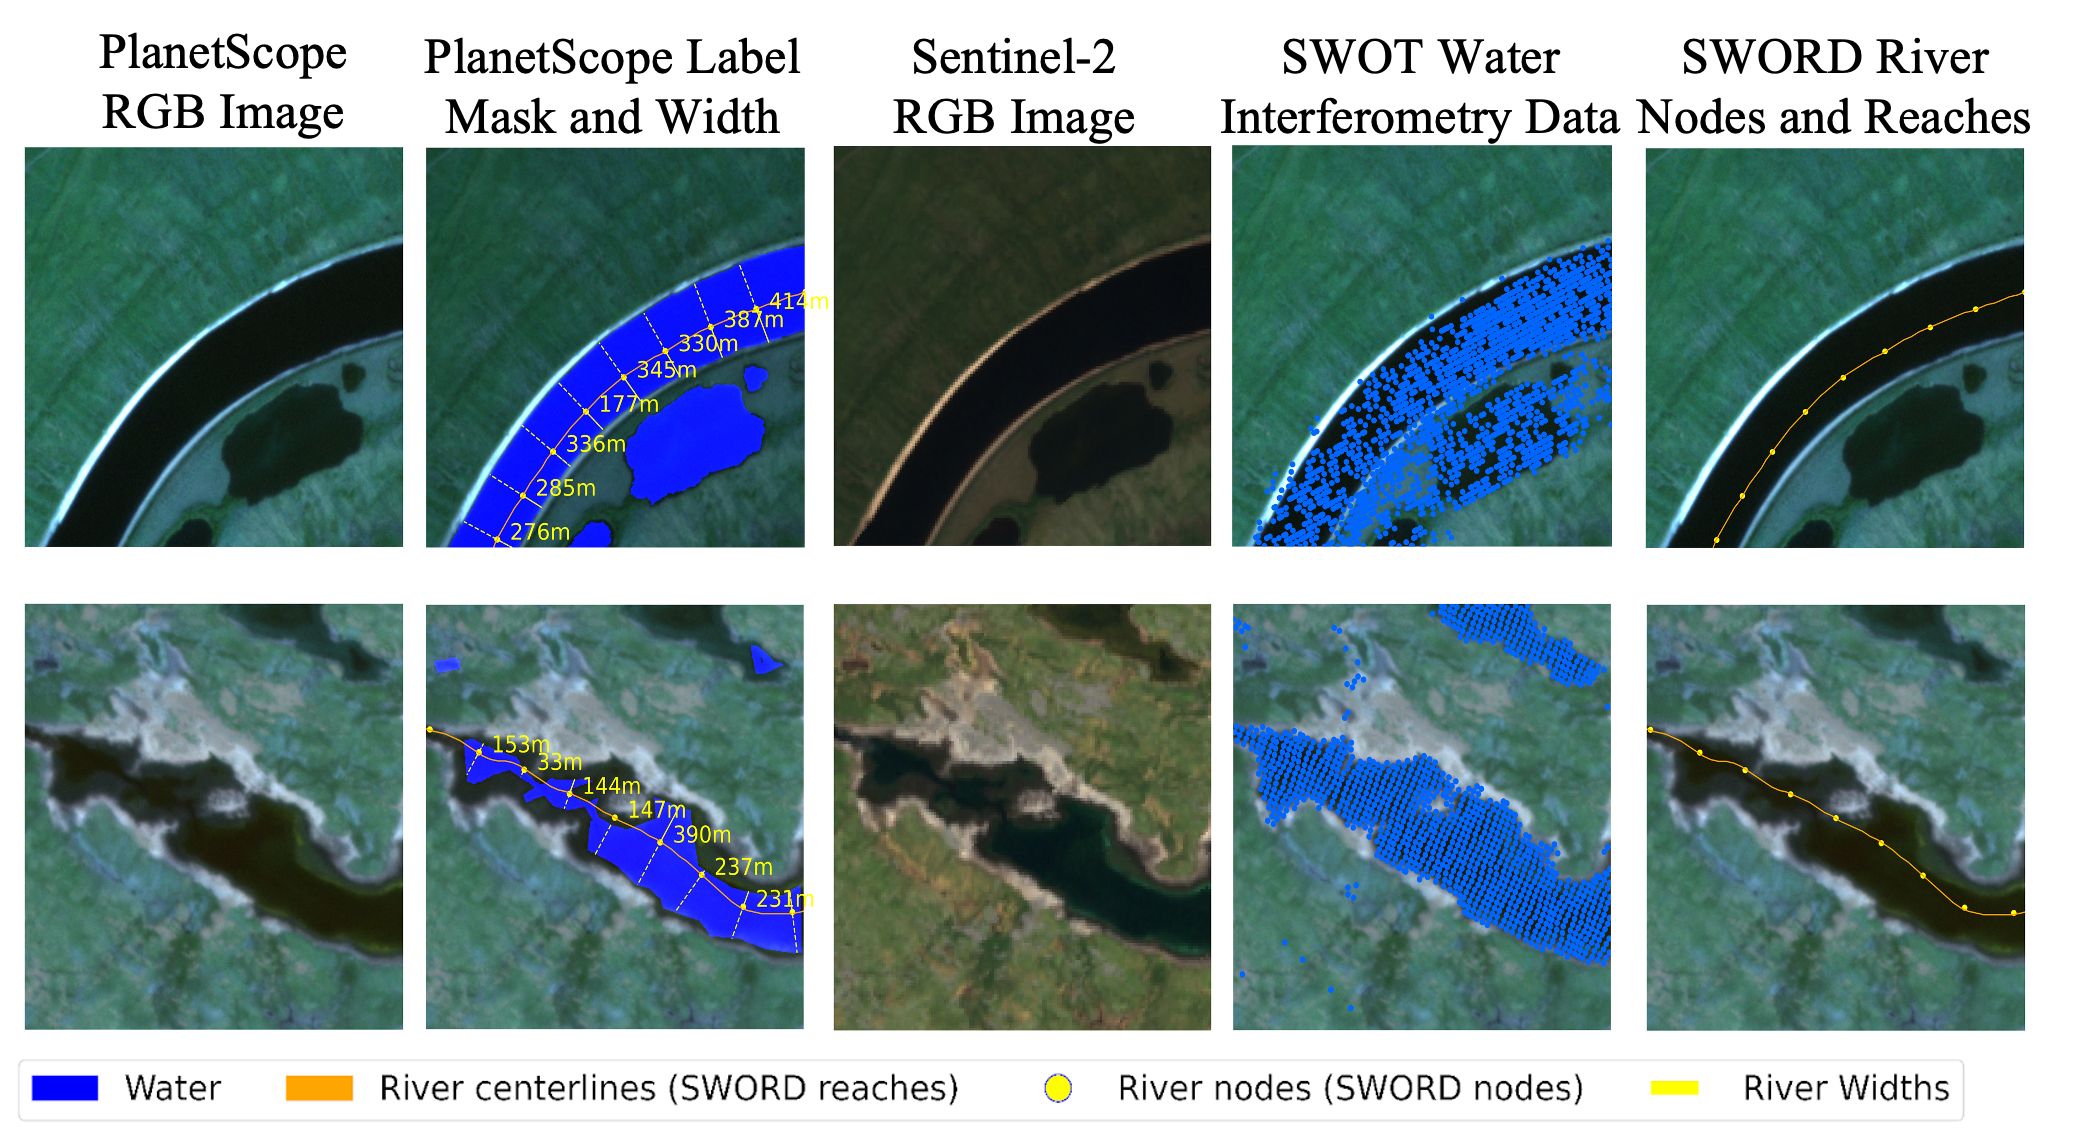 PlanetScope
RGB Image
PlanetScope Label
Mask and Width
Sentinel-2
RGB Image
SWOT Water
Interferometry Data
SWORD River
Nodes and Reaches
414m
387m
330m
345m
177m
336m
285m
276m
153m
33m
144m
147m
390m
237m
231m
Water
River centerlines (SWORD reaches)
River nodes (SWORD nodes)
River Widths